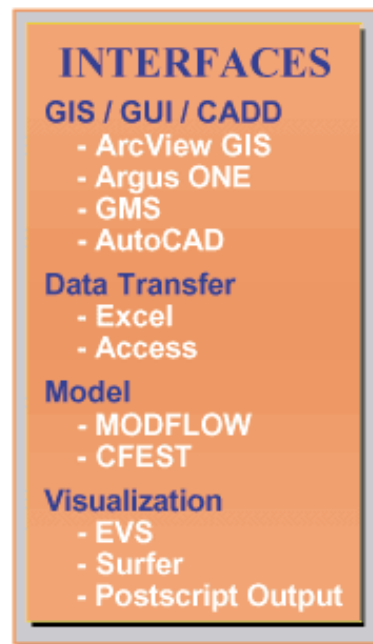 INTERFACES
GIS / GUI / CADD
- ArcView GIS
- Argus ONE
- GMS
- AutoCAD
Data Transfer
- Excel
- Access
Model
- MODFLOW
- CFEST
Visualization
- EVS
- Surfer
- Postscript Output